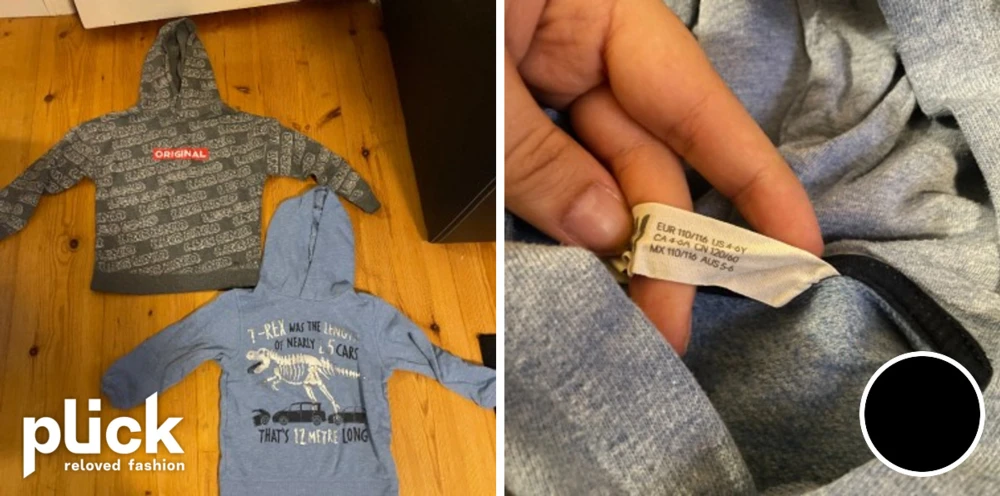 ORIGINAL
T-REX WAS THE LENGTH
OF NEARLY 2.5 CARS
THAT'S 12 METRE LONG
plick
reloved fashion
EUR 110/116 US 4-6Y
CA 4-6A CN 120/60
MX 110/116 AUS 5-6